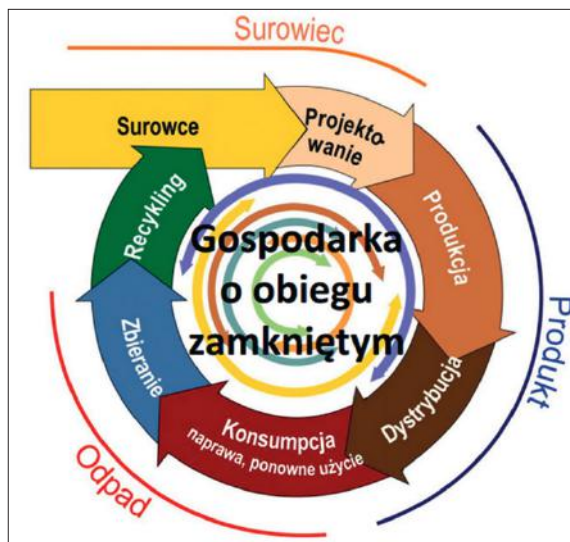 Surowiec
Surowce
Projekto-
wanie
Produkcja
Produkt
Dystrybucja
Konsumpcja
naprawa, ponowne użycie
Odpad
Zbieranie
Recykling
Gospodarka
o obiegu
zamkniętym